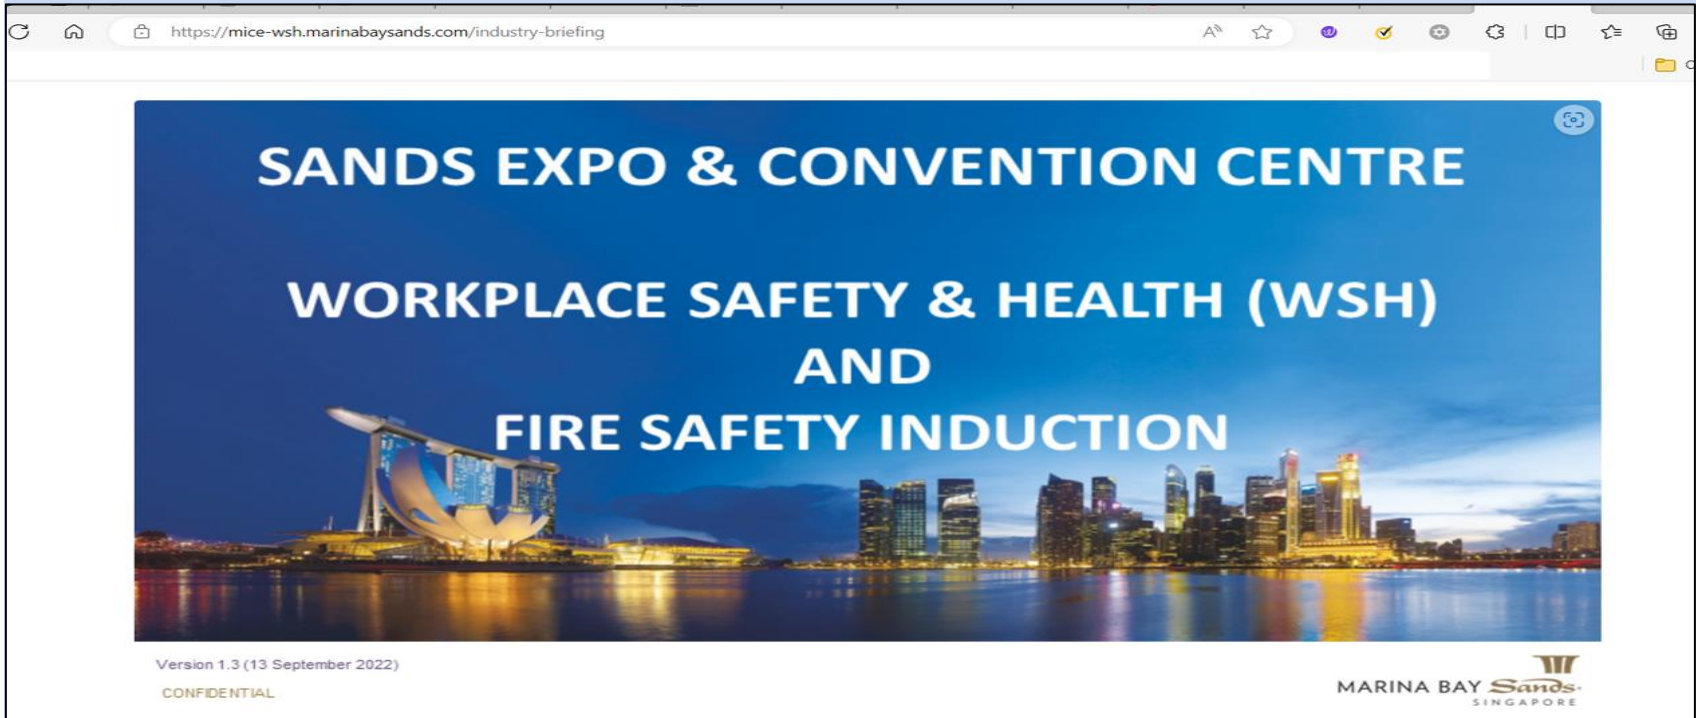 https://mice-wsh.marinabaysands.com/industry-briefing
SANDS EXPO & CONVENTION CENTRE
WORKPLACE SAFETY & HEALTH (WSH)
AND
FIRE SAFETY INDUCTION
Version 1.3 (13 September 2022)
CONFIDENTIAL
MARINA BAY Sands
SINGAPORE